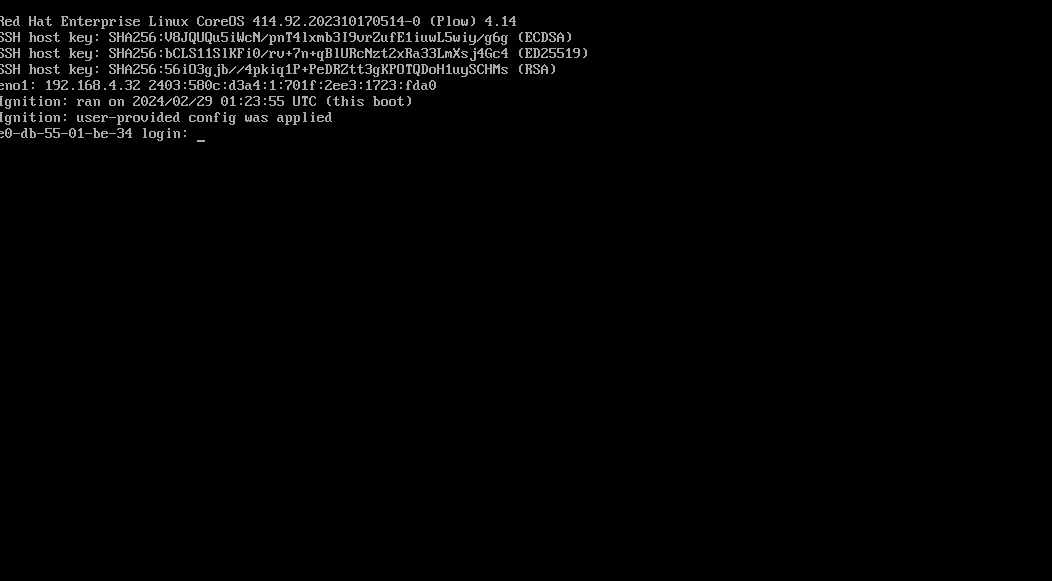 Red Hat Enterprise Linux CoreOS 414.92.202310170514-0 (Plow) 4.14
SSH host key: SHA256:V8JQUQu5iWcN/pnT4lxmb3I9vrZufE1iuwL5wiy/g6g (ECDSA)
SSH host key: SHA256:bCLS11SlKFi0/rv+7n+qBlURcNzt2xRa33LmXsj4Gc4 (ED25519)
SSH host key: SHA256:56iO3gjb//4pkiq1P+PeDRZtt3gKPOTQDoH1uySCHMs (RSA)
eno1: 192.168.4.32 2403:580c:d3a4:1:701f:2ee3:1723:fda0
Ignition: ran on 2024/02/29 01:23:55 UTC (this boot)
Ignition: user-provided config was applied
e0-db-55-01-be-34 login: _